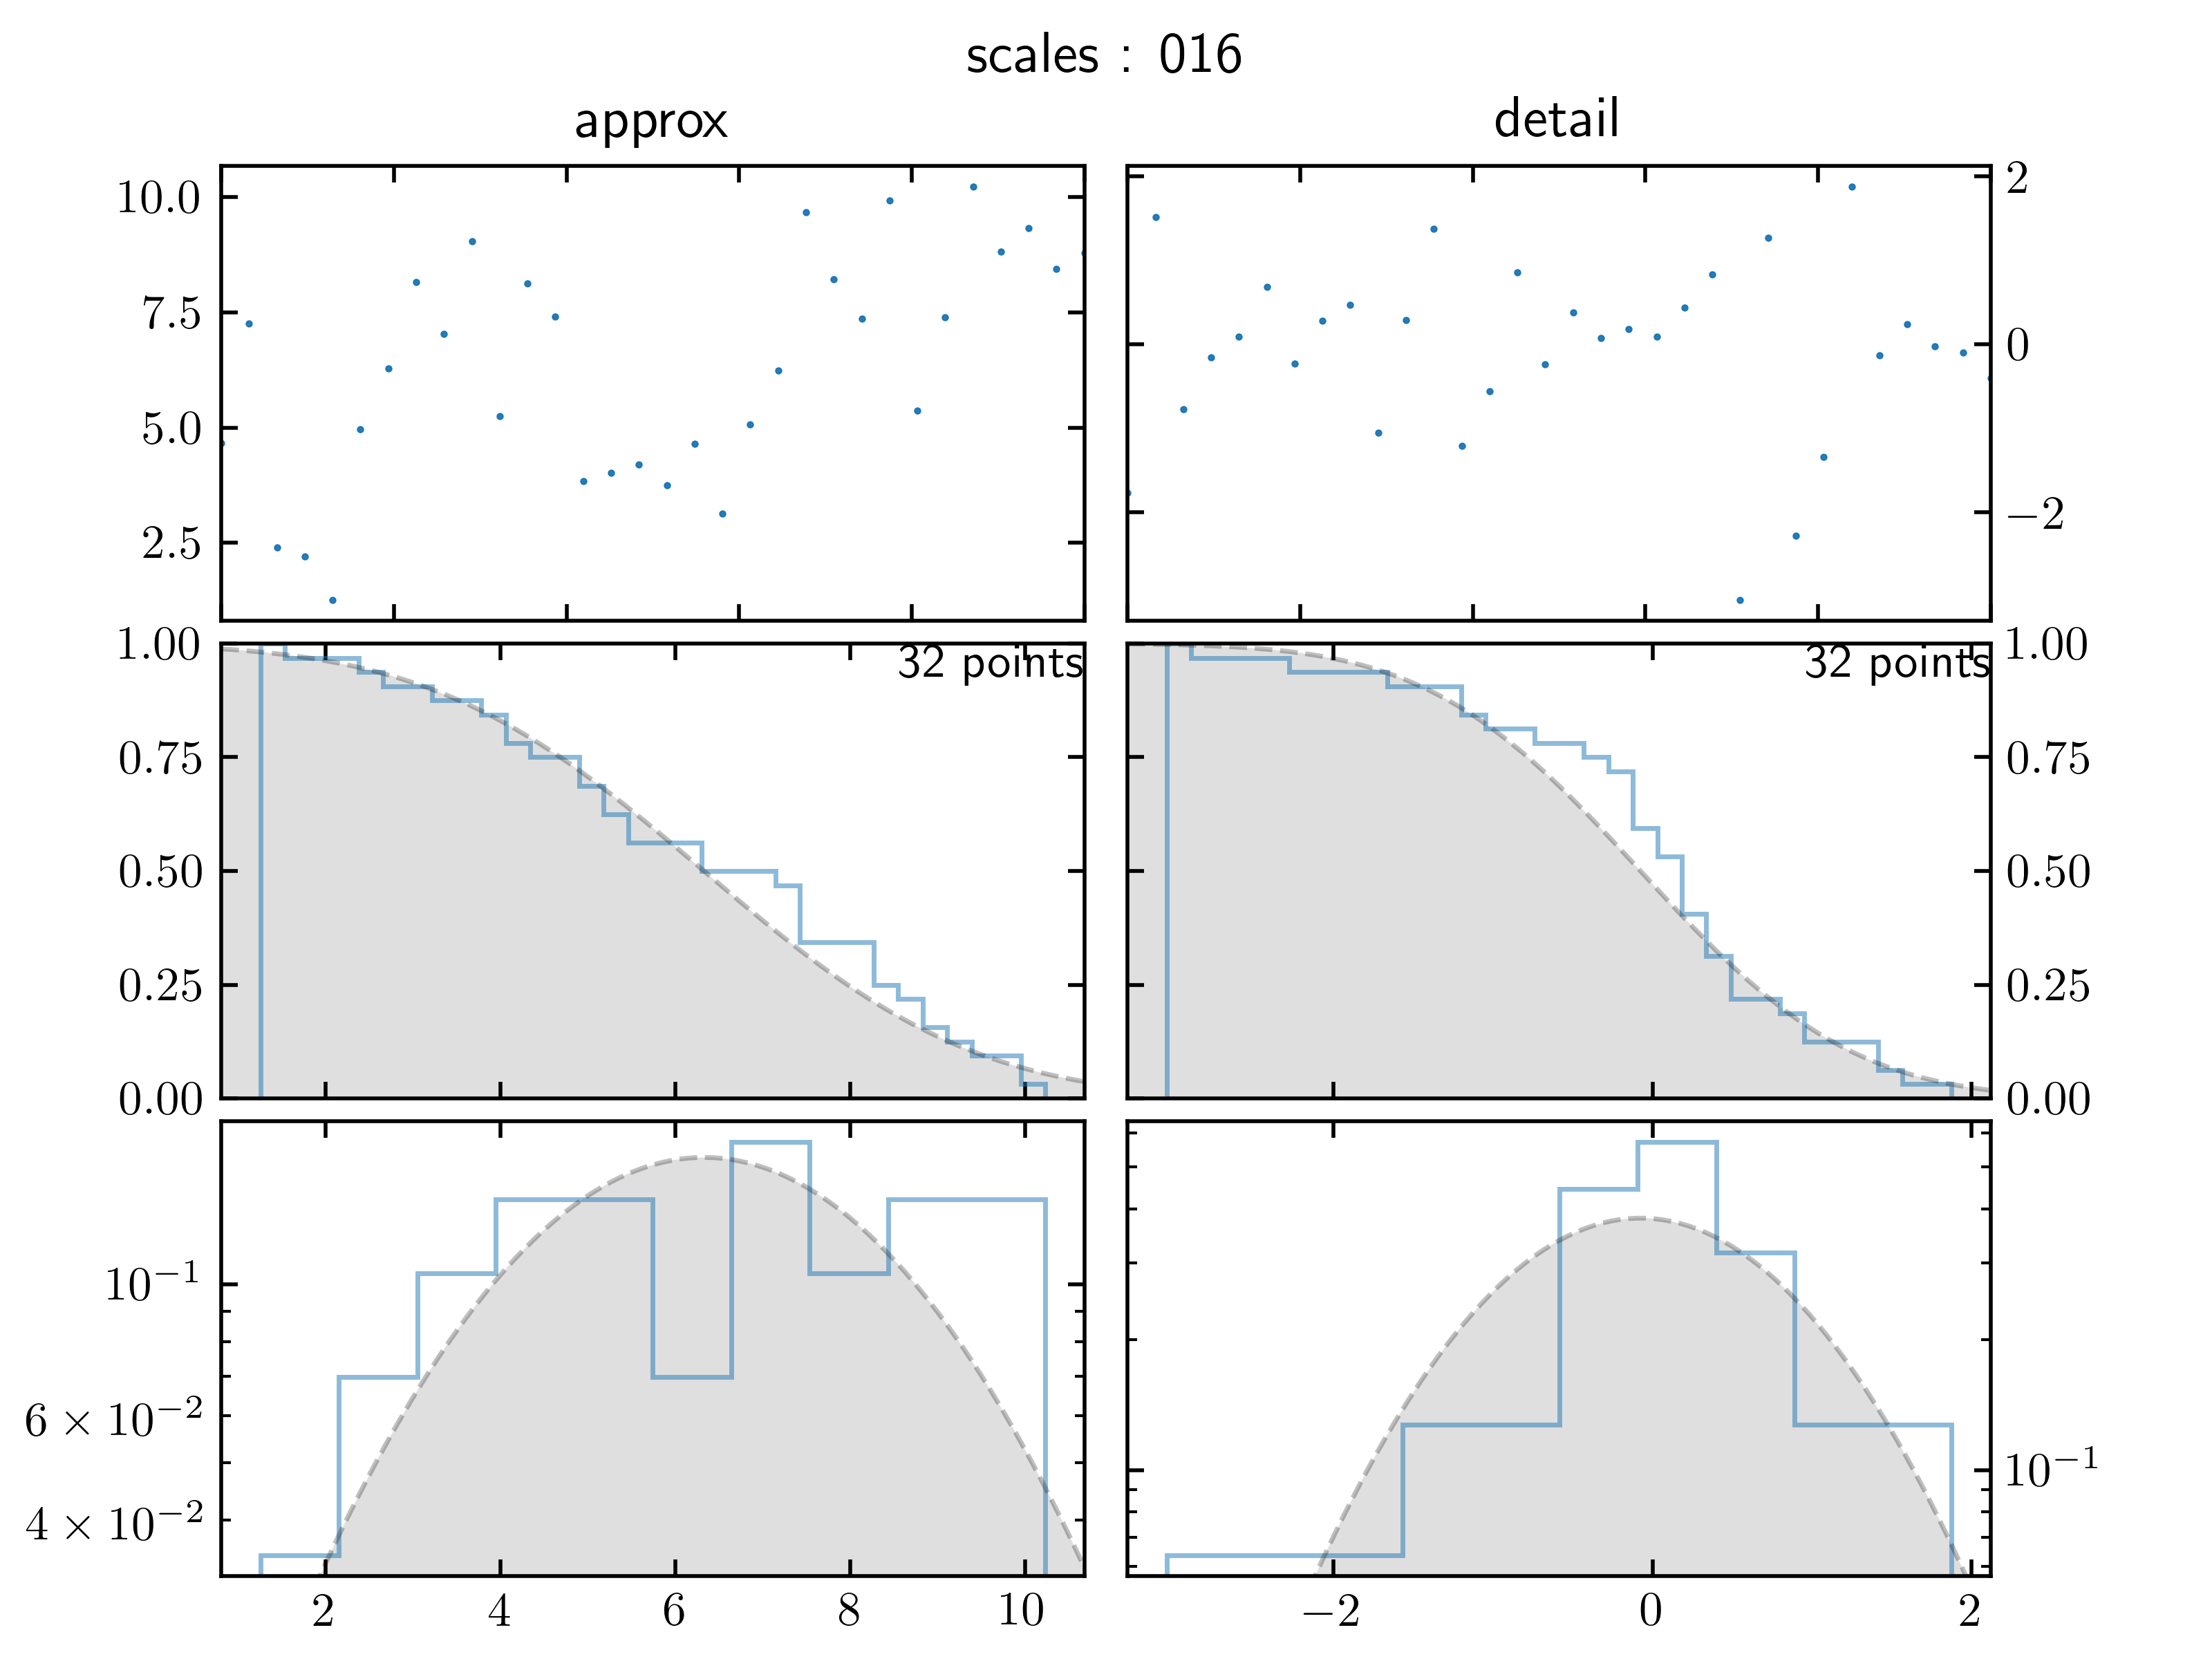 scales : 016
approx
detail
10.0
7.5
5.0
2.5
2
0
−2
1.00
0.75
0.50
0.25
0.00
32 points
32 points
1.00
0.75
0.50
0.25
0.00
10⁻¹
6 × 10⁻²
4 × 10⁻²
10⁻¹
2 4 6 8 10
−2 0 2